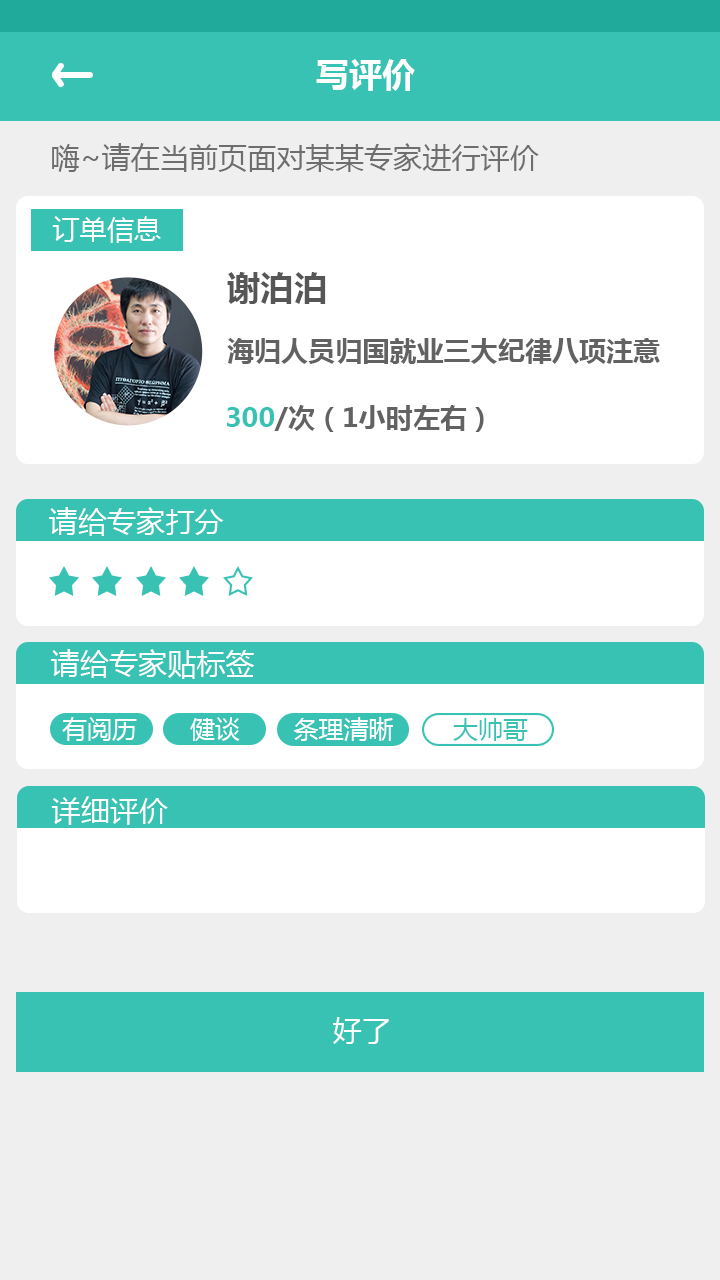 写评价
嗨~请在当前页面对某某专家进行评价
订单信息
谢泊泊
海归人员归国就业三大纪律八项注意
300/次（1小时左右）
请给专家打分
请给专家贴标签
有阅历 健谈 条理清晰 大帅哥
详细评价
好了